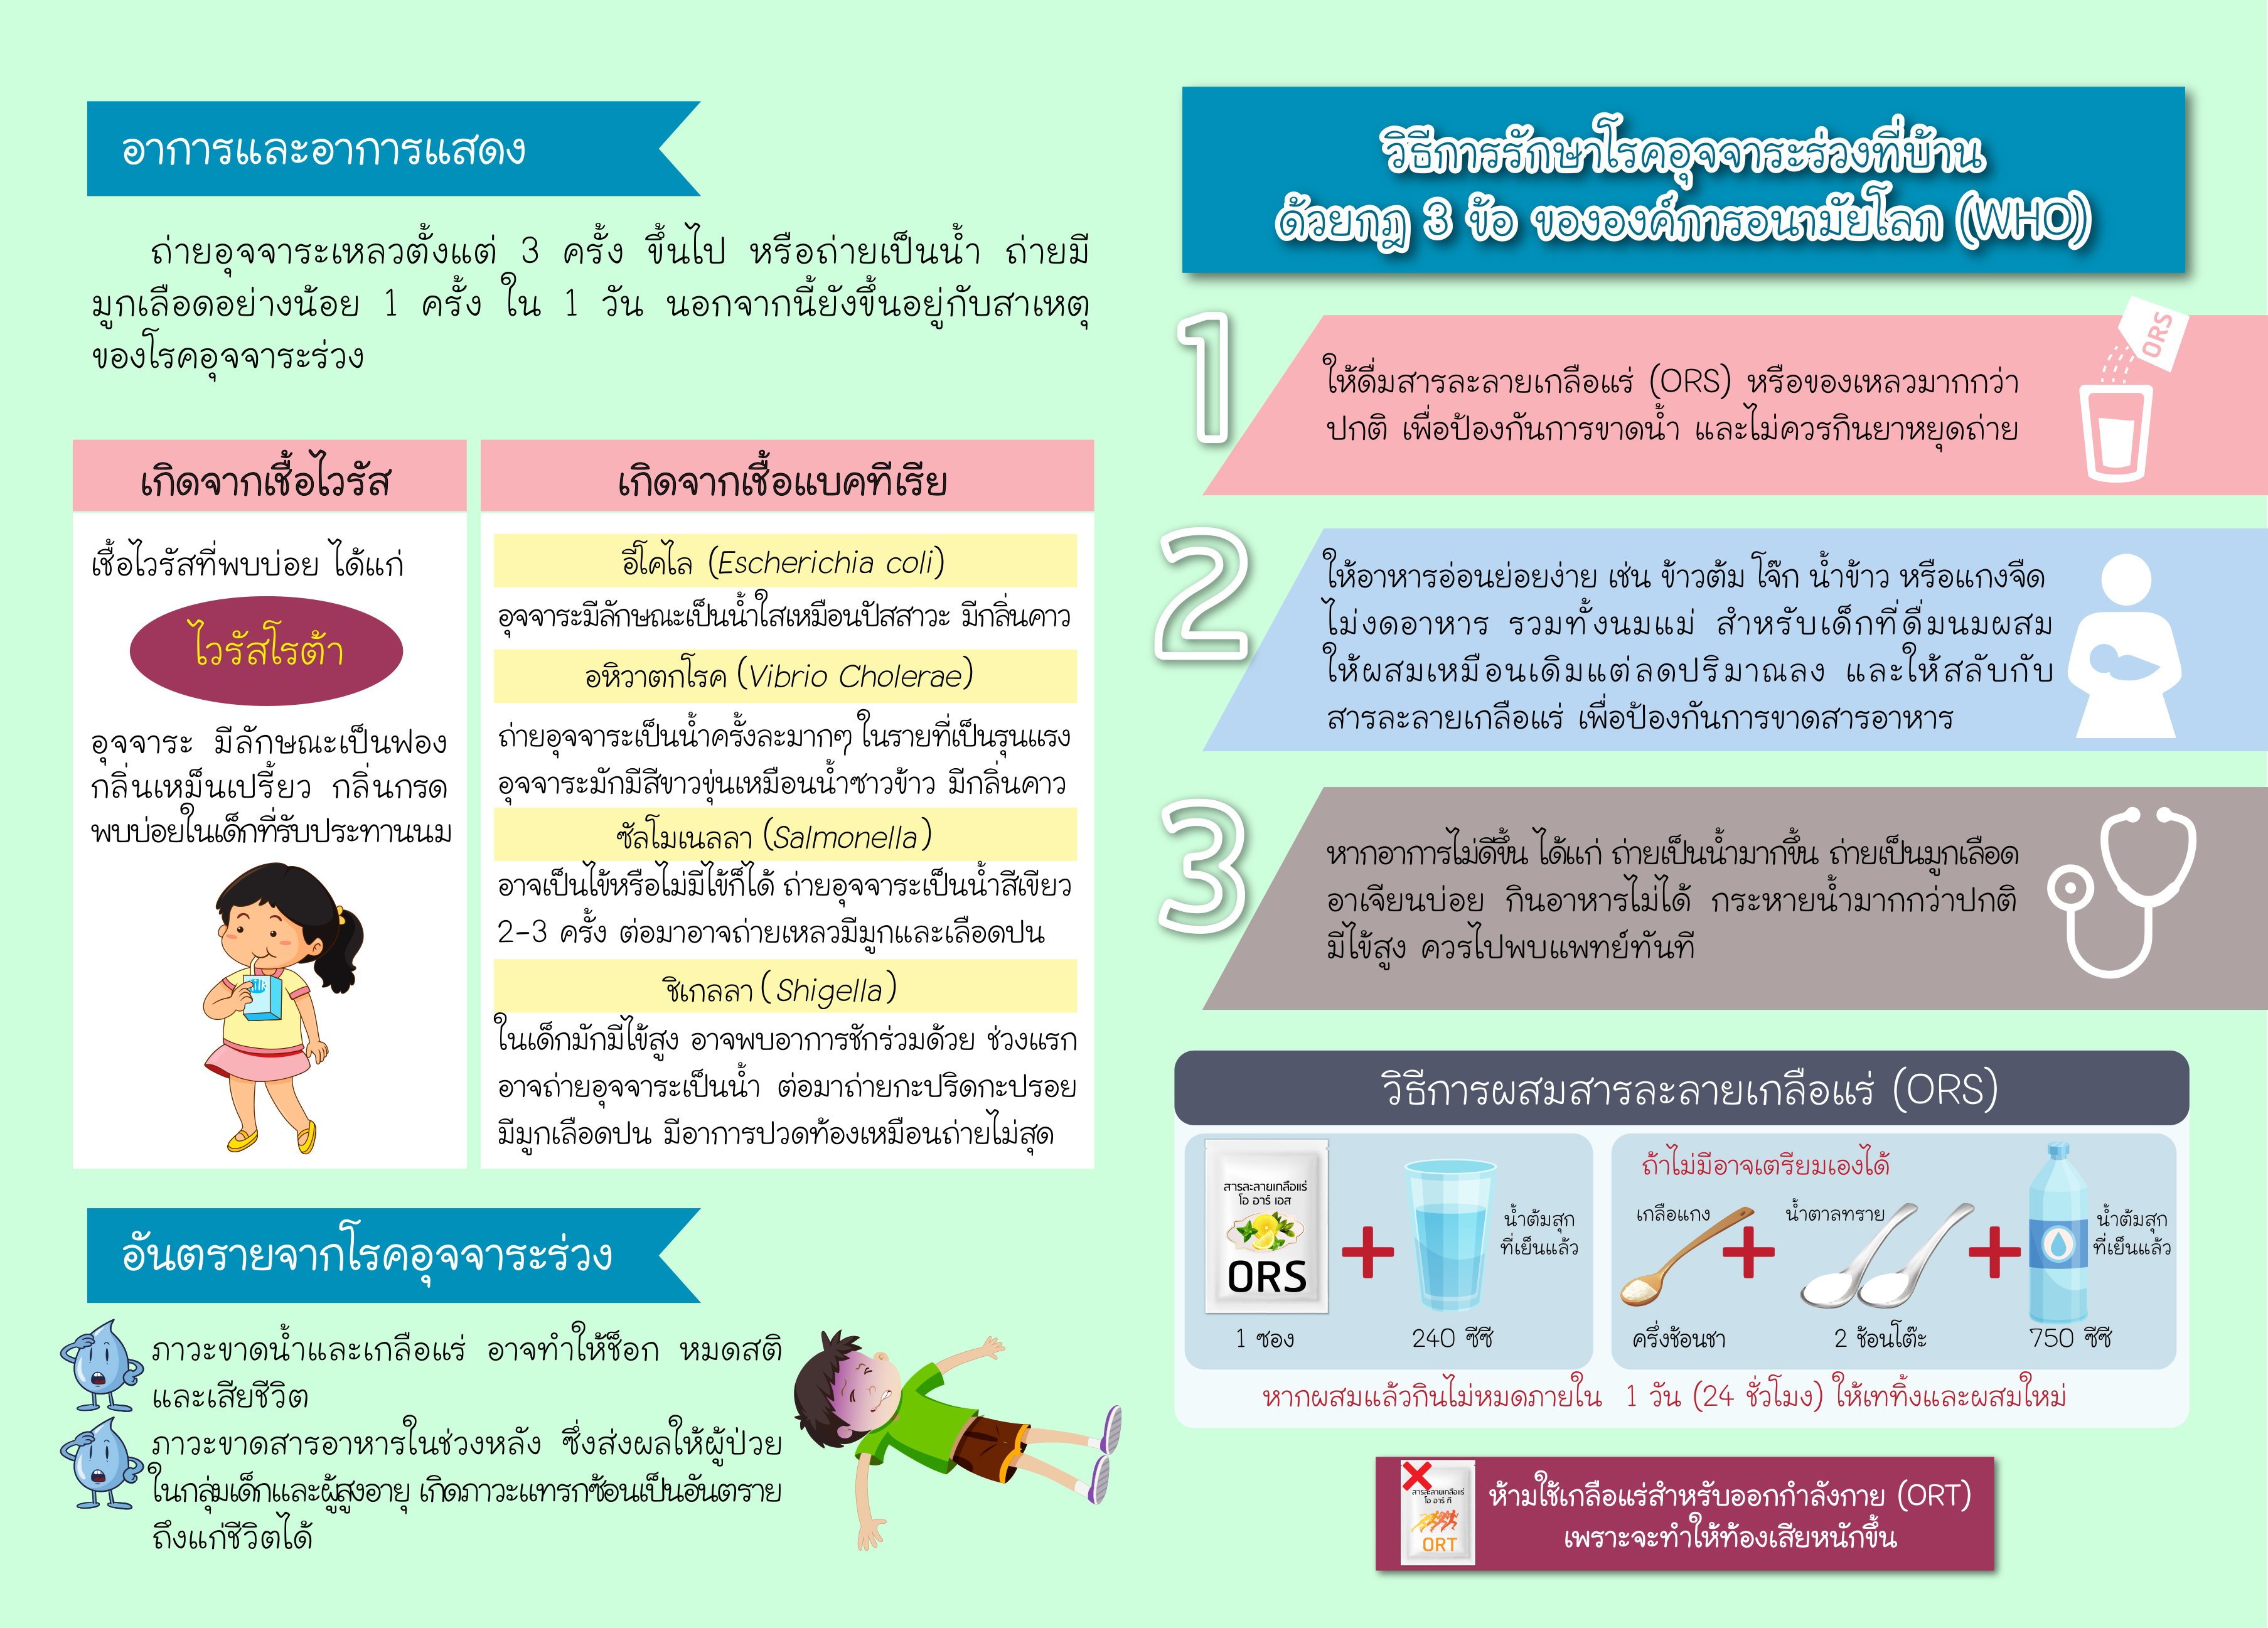 อาการและอาการแสดง
ถ่ายอุจจาระเหลวตั้งแต่ 3 ครั้ง ขึ้นไป หรือถ่ายเป็นน้ำ ถ่ายมี
มูกเลือดอย่างน้อย 1 ครั้ง ใน 1 วัน นอกจากนี้ยังขึ้นอยู่กับสาเหตุ
ของโรคอุจจาระร่วง
เกิดจากเชื้อไวรัส
เชื้อไวรัสที่พบบ่อย ได้แก่
ไวรัสโรต้า
อุจจาระ มีลักษณะเป็นฟอง
กลิ่นเหม็นเปรี้ยว กลิ่นกรด
พบบ่อยในเด็กที่รับประทานนม
เกิดจากเชื้อแบคทีเรีย
อีโคไล (Escherichia coli)
อุจจาระมีลักษณะเป็นน้ำใสเหมือนปัสสาวะ มีกลิ่นคาว
อหิวาตกโรค (Vibrio Cholerae)
ถ่ายอุจจาระเป็นน้ำครั้งละมากๆ ในรายที่เป็นรุนแรง
อุจจาระมักมีสีขาวขุ่นเหมือนน้ำซาวข้าว มีกลิ่นคาว
ซัลโมเนลลา (Salmonella)
อาจเป็นไข้หรือไม่มีไข้ก็ได้ ถ่ายอุจจาระเป็นน้ำสีเขียว
2-3 ครั้ง ต่อมาอาจถ่ายเหลวมีมูกและเลือดปน
ชิเกลลา (Shigella)
ในเด็กมักมีไข้สูง อาจพบอาการชักร่วมด้วย ช่วงแรก
อาจถ่ายอุจจาระเป็นน้ำ ต่อมาถ่ายกะปริดกะปรอย
มีมูกเลือดปน มีอาการปวดท้องเหมือนถ่ายไม่สุด
อันตรายจากโรคอุจจาระร่วง
ภาวะขาดน้ำและเกลือแร่ อาจทำให้ช็อก หมดสติ
และเสียชีวิต
ภาวะขาดสารอาหารในช่วงหลัง ซึ่งส่งผลให้ผู้ป่วย
ในกลุ่มเด็กและผู้สูงอายุ เกิดภาวะแทรกซ้อนเป็นอันตราย
ถึงแก่ชีวิตได้
วิธีการรักษาโรคอุจจาระร่วงที่บ้าน
ด้วยกฎ 3 ข้อ ขององค์การอนามัยโลก (WHO)
1
ให้ดื่มสารละลายเกลือแร่ (ORS) หรือของเหลวมากกว่า
ปกติ เพื่อป้องกันการขาดน้ำ และไม่ควรกินยาหยุดถ่าย
ORS
2
ให้อาหารอ่อนย่อยง่าย เช่น ข้าวต้ม โจ๊ก น้ำข้าว หรือแกงจืด
ไม่งดอาหาร รวมทั้งนมแม่ สำหรับเด็กที่ดื่มนมผสม
ให้ผสมเหมือนเดิมแต่ลดปริมาณลง และให้สลับกับ
สารละลายเกลือแร่ เพื่อป้องกันการขาดสารอาหาร
3
หากอาการไม่ดีขึ้น ได้แก่ ถ่ายเป็นน้ำมากขึ้น ถ่ายเป็นมูกเลือด
อาเจียนบ่อย กินอาหารไม่ได้ กระหายน้ำมากกว่าปกติ
มีไข้สูง ควรไปพบแพทย์ทันที
วิธีการผสมสารละลายเกลือแร่ (ORS)
สารละลายเกลือแร่
โอ อาร์ เอส
ORS
1 ซอง
+
น้ำต้มสุก
ที่เย็นแล้ว
240 ซีซี
ถ้าไม่มีอาจเตรียมเองได้
เกลือแกง
ครึ่งช้อนชา
+
น้ำตาลทราย
2 ช้อนโต๊ะ
+
น้ำต้มสุก
ที่เย็นแล้ว
750 ซีซี
หากผสมแล้วกินไม่หมดภายใน 1 วัน (24 ชั่วโมง) ให้เททิ้งและผสมใหม่
สารละลายเกลือแร่
โอ อาร์ ที
ORT
ห้ามใช้เกลือแร่สำหรับออกกำลังกาย (ORT)
เพราะจะทำให้ท้องเสียหนักขึ้น